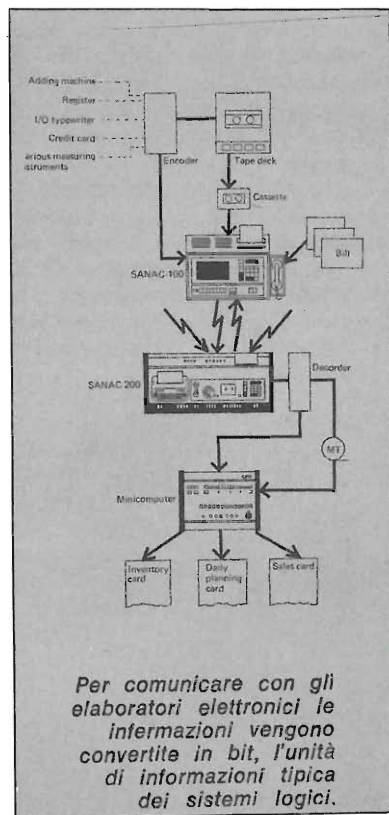 Adding machine
Register
I/O typewriter
Credit card
arious measuring
struments
Encoder
Tape deck
Cassette
SANAC 100
Bill
SANAC 200
Decorder
MT
Minicomputer
Inventory
card
Daily
planning
card
Sales card
Per comunicare con gli
elaboratori elettronici le
infermazioni vengono
convertite in bit, l'unità
di informazioni tipica
dei sistemi logici.